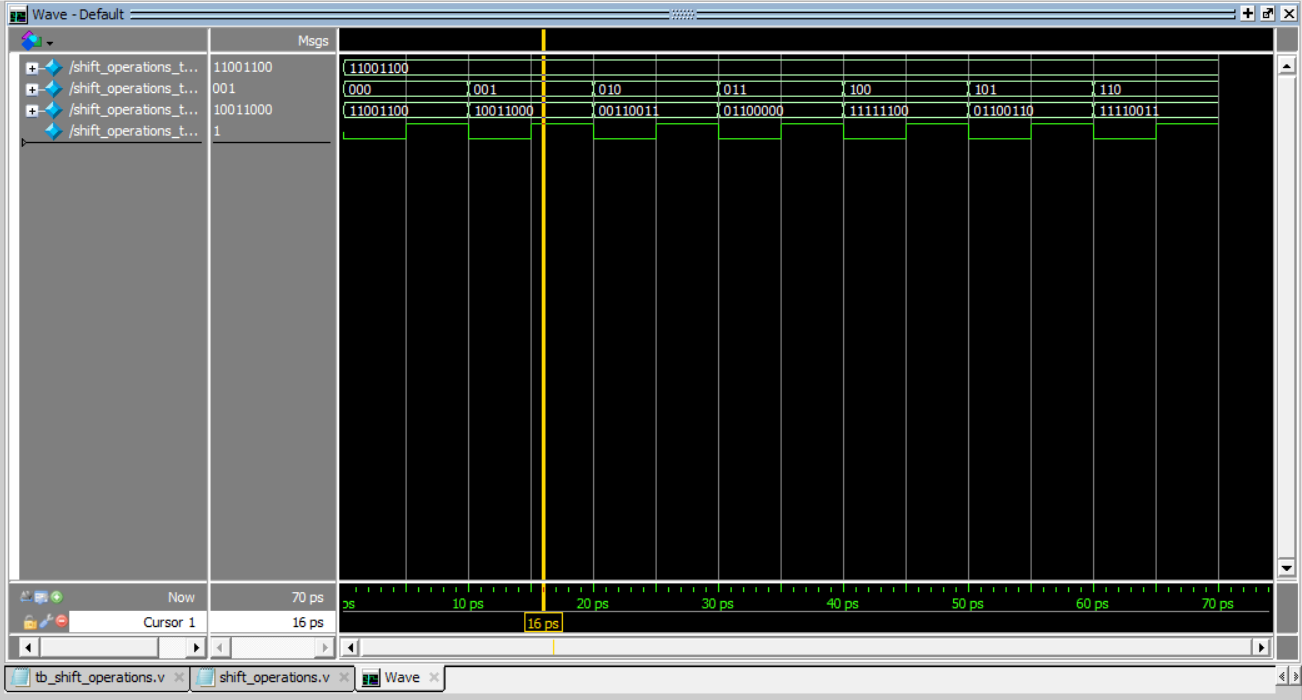 Wave - Default
Msgs
/shift_operations_t... 11001100 11001100
/shift_operations_t... 001 000 001 010 011 100 101 110
/shift_operations_t... 10011000 11001100 10011000 00110011 01100000 11111100 01100110 11110011
/shift_operations_t... 1
Now 70 ps ps 10 ps 20 ps 30 ps 40 ps 50 ps 60 ps 70 ps
Cursor 1 16 ps 16 ps
tb_shift_operations.v shift_operations.v Wave